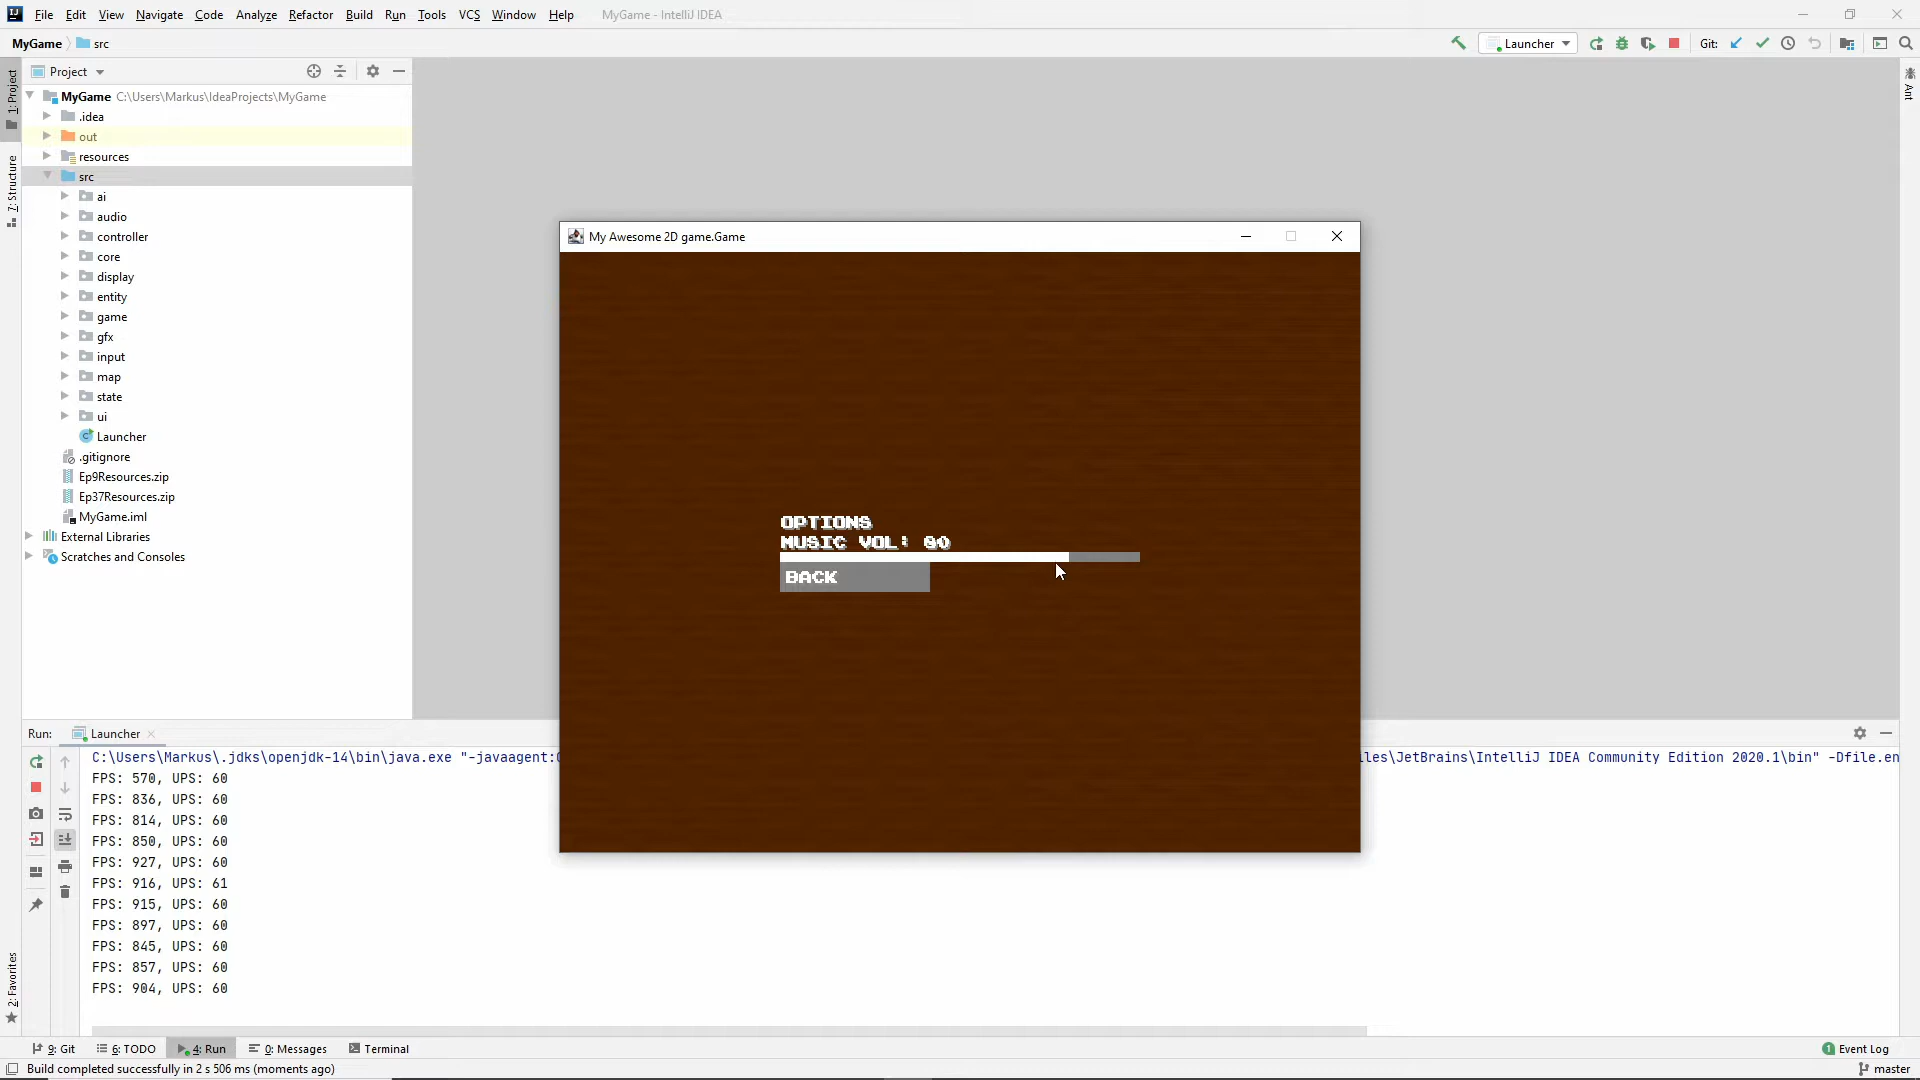 File Edit View Navigate Code Analyze Refactor Build Run Tools VCS Window Help MyGame - IntelliJ IDEA
MyGame src Launcher Git:
1: Project
7: Structure
2: Favorites
Ant
Project
MyGame C:\Users\Markus\IdeaProjects\MyGame
.idea
out
resources
src
ai
audio
controller
core
display
entity
game
gfx
input
map
state
ui
Launcher
.gitignore
Ep9Resources.zip
Ep37Resources.zip
MyGame.iml
External Libraries
Scratches and Consoles
My Awesome 2D game.Game
OPTIONS
MUSIC VOL: 80
BACK
Run: Launcher
C:\Users\Markus\.jdks\openjdk-14\bin\java.exe "-javaagent:C les\JetBrains\IntelliJ IDEA Community Edition 2020.1\bin" -Dfile.en
FPS: 570, UPS: 60
FPS: 836, UPS: 60
FPS: 814, UPS: 60
FPS: 850, UPS: 60
FPS: 927, UPS: 60
FPS: 916, UPS: 61
FPS: 915, UPS: 60
FPS: 897, UPS: 60
FPS: 845, UPS: 60
FPS: 857, UPS: 60
FPS: 904, UPS: 60
9: Git 6: TODO 4: Run 0: Messages Terminal 1 Event Log
Build completed successfully in 2 s 506 ms (moments ago) master